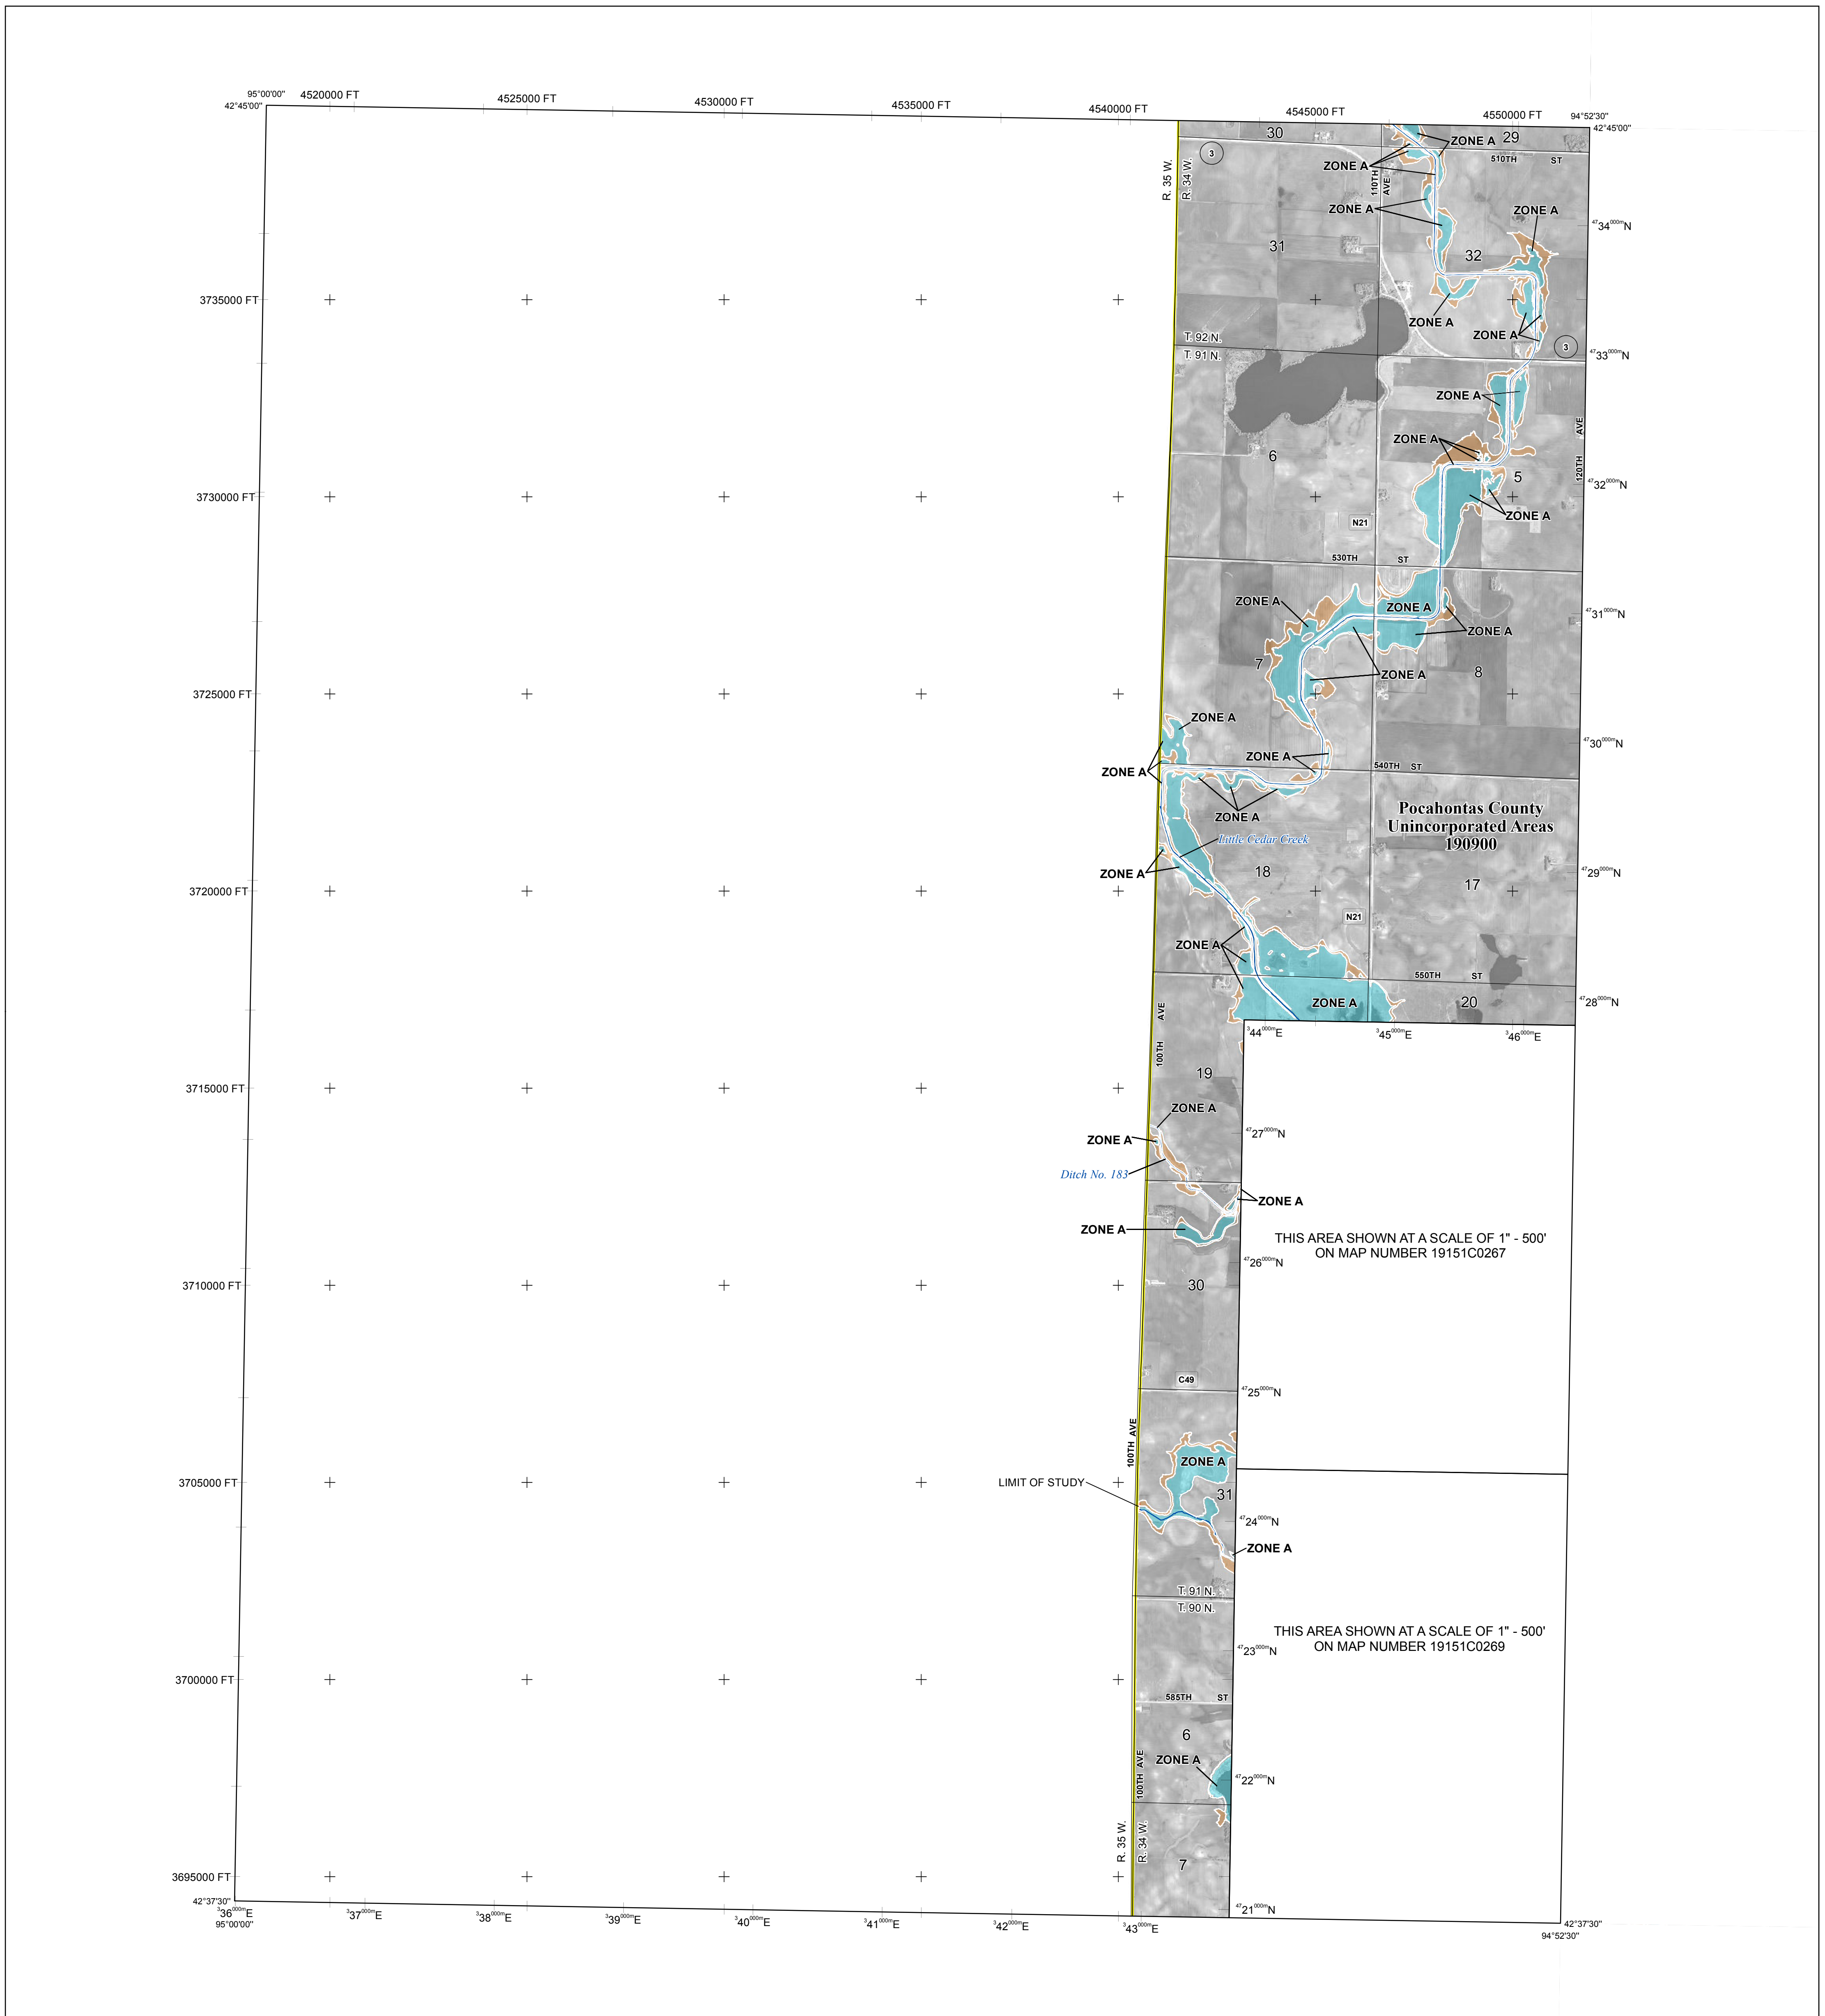 95°00'00"
42°45'00"
4520000 FT
4525000 FT
4530000 FT
4535000 FT
4540000 FT
4545000 FT
4550000 FT
94°52'30"
42°45'00"
30
29
ZONE A
3
510TH ST
ZONE A
R. 35 W.
R. 34 W.
110TH AVE
ZONE A
ZONE A
4734000mN
31
32
3735000 FT
ZONE A
ZONE A
T. 92 N.
3
T. 91 N.
4733000mN
ZONE A
120TH AVE
ZONE A
6
5
4732000mN
3730000 FT
ZONE A
N21
530TH ST
ZONE A
ZONE A
4731000mN
ZONE A
7
8
ZONE A
3725000 FT
ZONE A
4730000mN
ZONE A
540TH ST
ZONE A
Pocahontas County
Unincorporated Areas
190900
ZONE A
Little Cedar Creek
ZONE A
18
4729000mN
17
3720000 FT
N21
ZONE A
550TH ST
ZONE A
20
4728000mN
100TH AVE
344000mE
345000mE
346000mE
19
3715000 FT
ZONE A
ZONE A
4727000mN
Ditch No. 183
ZONE A
ZONE A
THIS AREA SHOWN AT A SCALE OF 1" - 500'
ON MAP NUMBER 19151C0267
4726000mN
3710000 FT
30
C49
4725000mN
100TH AVE
ZONE A
LIMIT OF STUDY
3705000 FT
31
4724000mN
ZONE A
T. 91 N.
T. 90 N.
THIS AREA SHOWN AT A SCALE OF 1" - 500'
ON MAP NUMBER 19151C0269
4723000mN
3700000 FT
585TH ST
6
ZONE A
100TH AVE
4722000mN
R. 35 W.
R. 34 W.
7
3695000 FT
42°37'30"
336000mE
95°00'00"
337000mE
338000mE
339000mE
340000mE
341000mE
342000mE
343000mE
4721000mN
42°37'30"
94°52'30"